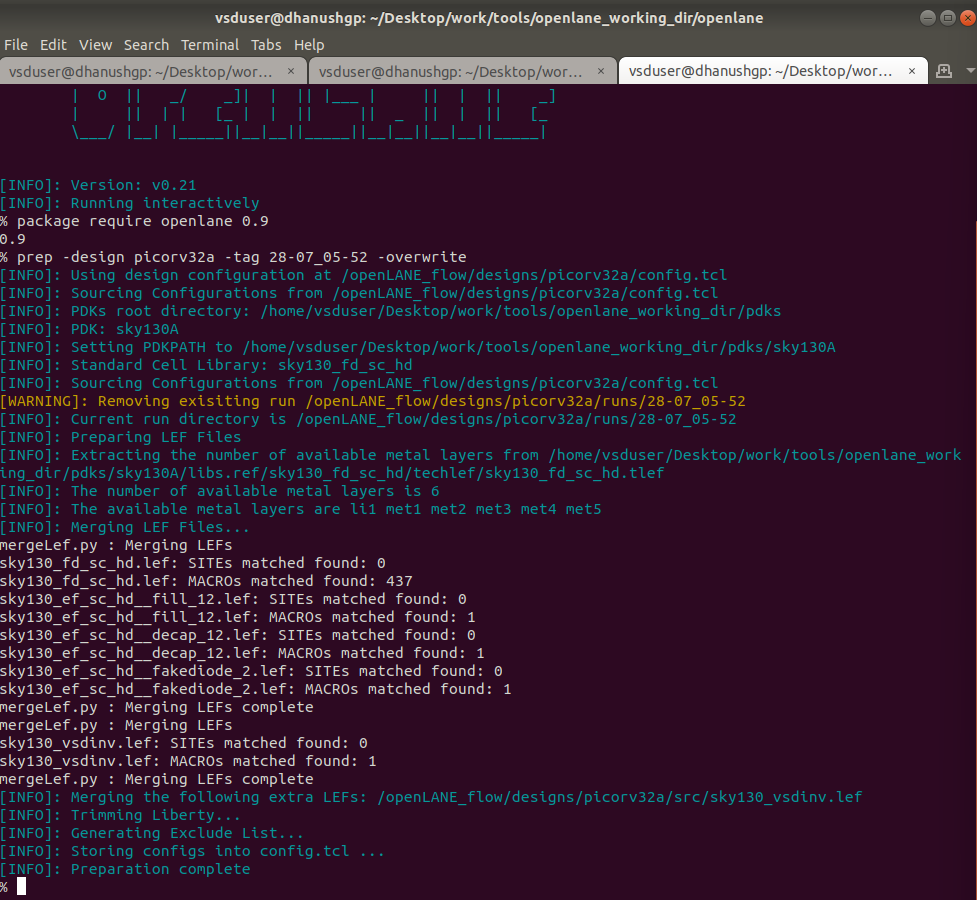 vsduser@dhanushgp: ~/Desktop/work/tools/openlane_working_dir/openlane
File Edit View Search Terminal Tabs Help
vsduser@dhanushgp: ~/Desktop/wor... × vsduser@dhanushgp: ~/Desktop/wor... × vsduser@dhanushgp: ~/Desktop/wor... ×
        |  O  ||   _/    _]|  |  || |___ |     ||  |  ||    _]
        |     ||  | |   [_ |  |  ||     ||  _  ||  |  ||   [_
        \___/ |__| |_____||__|__||_____||__|__||__|__||_____|
[INFO]: Version: v0.21
[INFO]: Running interactively
% package require openlane 0.9
0.9
% prep -design picorv32a -tag 28-07_05-52 -overwrite
[INFO]: Using design configuration at /openLANE_flow/designs/picorv32a/config.tcl
[INFO]: Sourcing Configurations from /openLANE_flow/designs/picorv32a/config.tcl
[INFO]: PDKs root directory: /home/vsduser/Desktop/work/tools/openlane_working_dir/pdks
[INFO]: PDK: sky130A
[INFO]: Setting PDKPATH to /home/vsduser/Desktop/work/tools/openlane_working_dir/pdks/sky130A
[INFO]: Standard Cell Library: sky130_fd_sc_hd
[INFO]: Sourcing Configurations from /openLANE_flow/designs/picorv32a/config.tcl
[WARNING]: Removing exisiting run /openLANE_flow/designs/picorv32a/runs/28-07_05-52
[INFO]: Current run directory is /openLANE_flow/designs/picorv32a/runs/28-07_05-52
[INFO]: Preparing LEF Files
[INFO]: Extracting the number of available metal layers from /home/vsduser/Desktop/work/tools/openlane_work
ing_dir/pdks/sky130A/libs.ref/sky130_fd_sc_hd/techlef/sky130_fd_sc_hd.tlef
[INFO]: The number of available metal layers is 6
[INFO]: The available metal layers are li1 met1 met2 met3 met4 met5
[INFO]: Merging LEF Files...
mergeLef.py : Merging LEFs
sky130_fd_sc_hd.lef: SITEs matched found: 0
sky130_fd_sc_hd.lef: MACROs matched found: 437
sky130_ef_sc_hd__fill_12.lef: SITEs matched found: 0
sky130_ef_sc_hd__fill_12.lef: MACROs matched found: 1
sky130_ef_sc_hd__decap_12.lef: SITEs matched found: 0
sky130_ef_sc_hd__decap_12.lef: MACROs matched found: 1
sky130_ef_sc_hd__fakediode_2.lef: SITEs matched found: 0
sky130_ef_sc_hd__fakediode_2.lef: MACROs matched found: 1
mergeLef.py : Merging LEFs complete
mergeLef.py : Merging LEFs
sky130_vsdinv.lef: SITEs matched found: 0
sky130_vsdinv.lef: MACROs matched found: 1
mergeLef.py : Merging LEFs complete
[INFO]: Merging the following extra LEFs: /openLANE_flow/designs/picorv32a/src/sky130_vsdinv.lef
[INFO]: Trimming Liberty...
[INFO]: Generating Exclude List...
[INFO]: Storing configs into config.tcl ...
[INFO]: Preparation complete
%